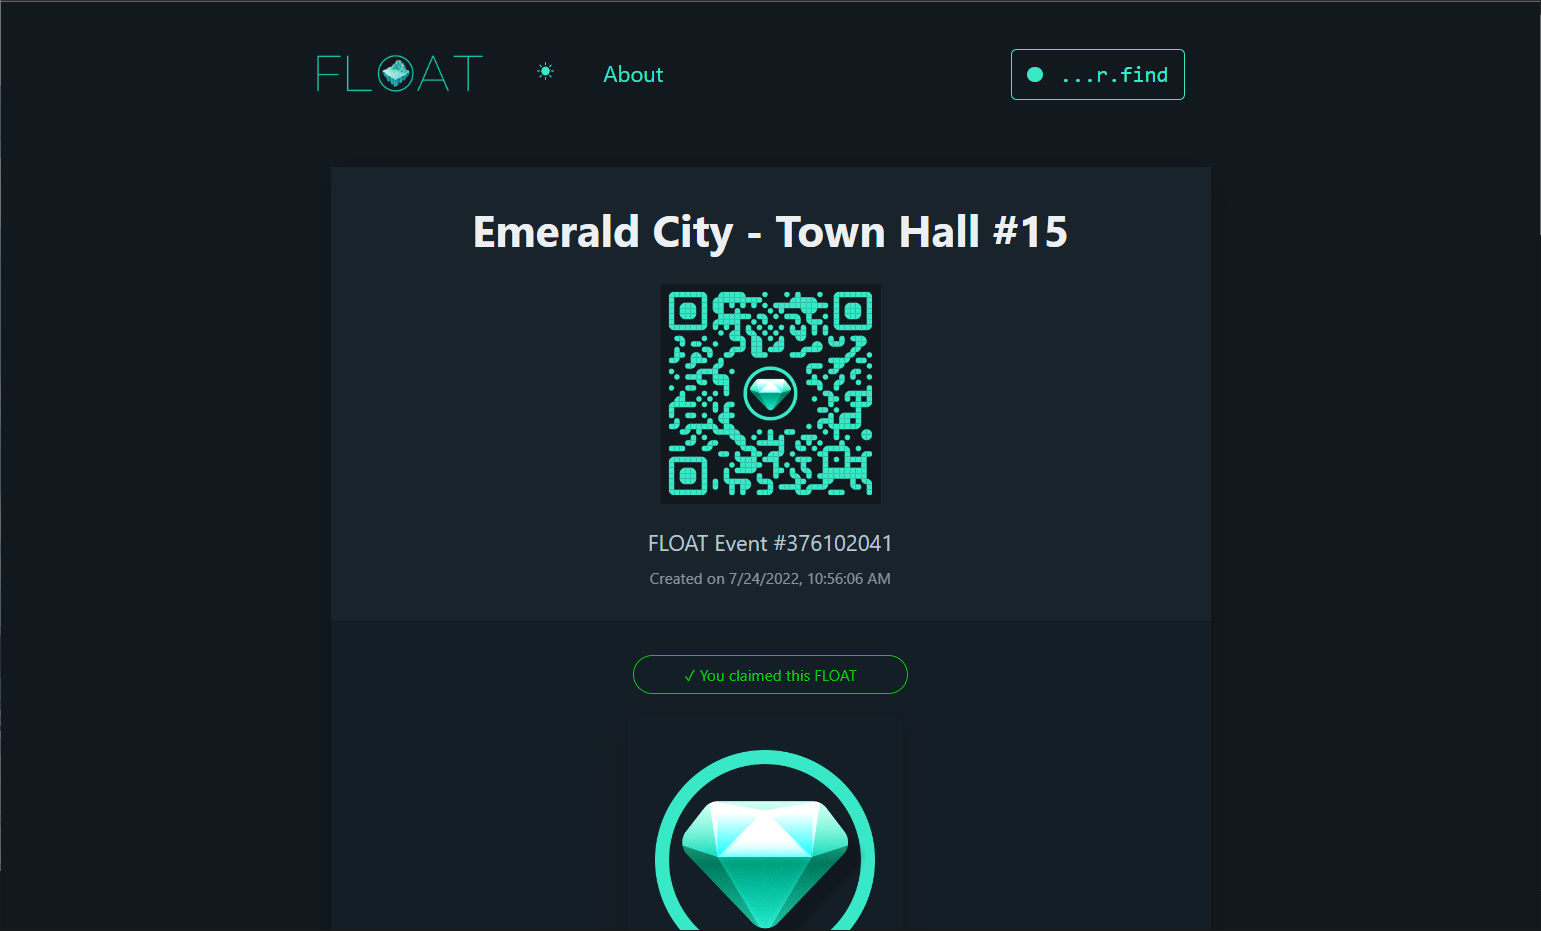 FLOAT
About
...r.find
Emerald City - Town Hall #15
FLOAT Event #376102041
Created on 7/24/2022, 10:56:06 AM
✓ You claimed this FLOAT